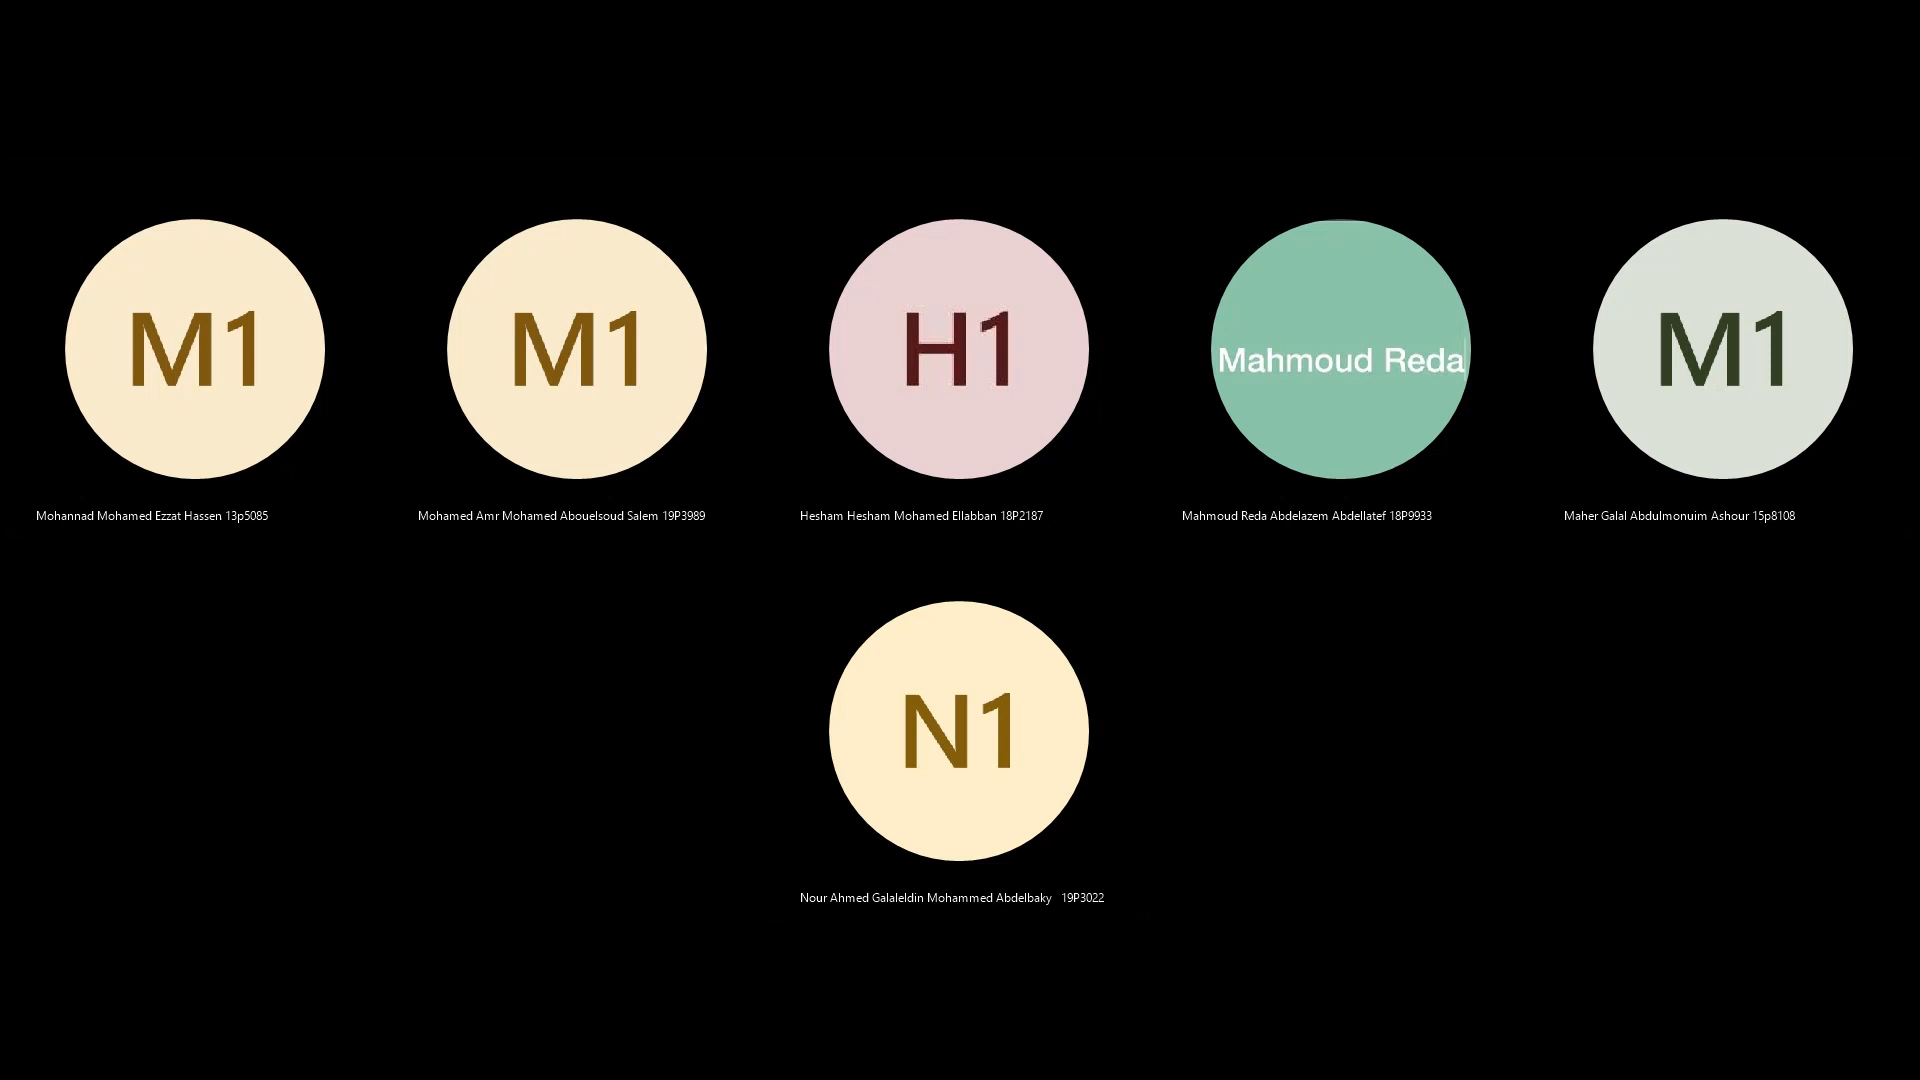 M1
M1
H1
Mahmoud Reda
M1
Mohannad Mohamed Ezzat Hassen 13p5085
Mohamed Amr Mohamed Abouelsoud Salem 19P3989
Hesham Hesham Mohamed Ellabban 18P2187
Mahmoud Reda Abdelazem Abdellatef 18P9933
Maher Galal Abdulmonuim Ashour 15p8108
N1
Nour Ahmed Galaleldin Mohammed Abdelbaky 19P3022